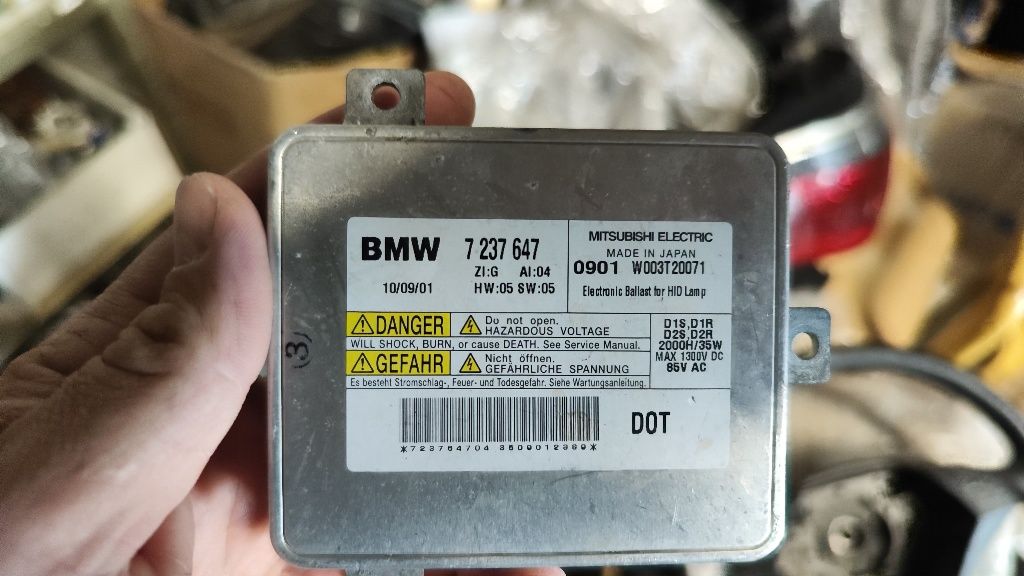 BMW 7 237 647
ZI:G AI:04
10/09/01 HW:05 SW:05
MITSUBISHI ELECTRIC
MADE IN JAPAN
0901 W003T20071
Electronic Ballast for HID Lamp
DANGER Do not open.
HAZARDOUS VOLTAGE
WILL SHOCK, BURN, or cause DEATH. See Service Manual.
GEFAHR Nicht öffnen.
GEFÄHRLICHE SPANNUNG
Es besteht Stromschlag-, Feuer- und Todesgefahr. Siehe Wartungsanleitung.
D1S,D1R
D2S,D2R
2000H/35W
MAX 1300V DC
85V AC
DOT
(3)